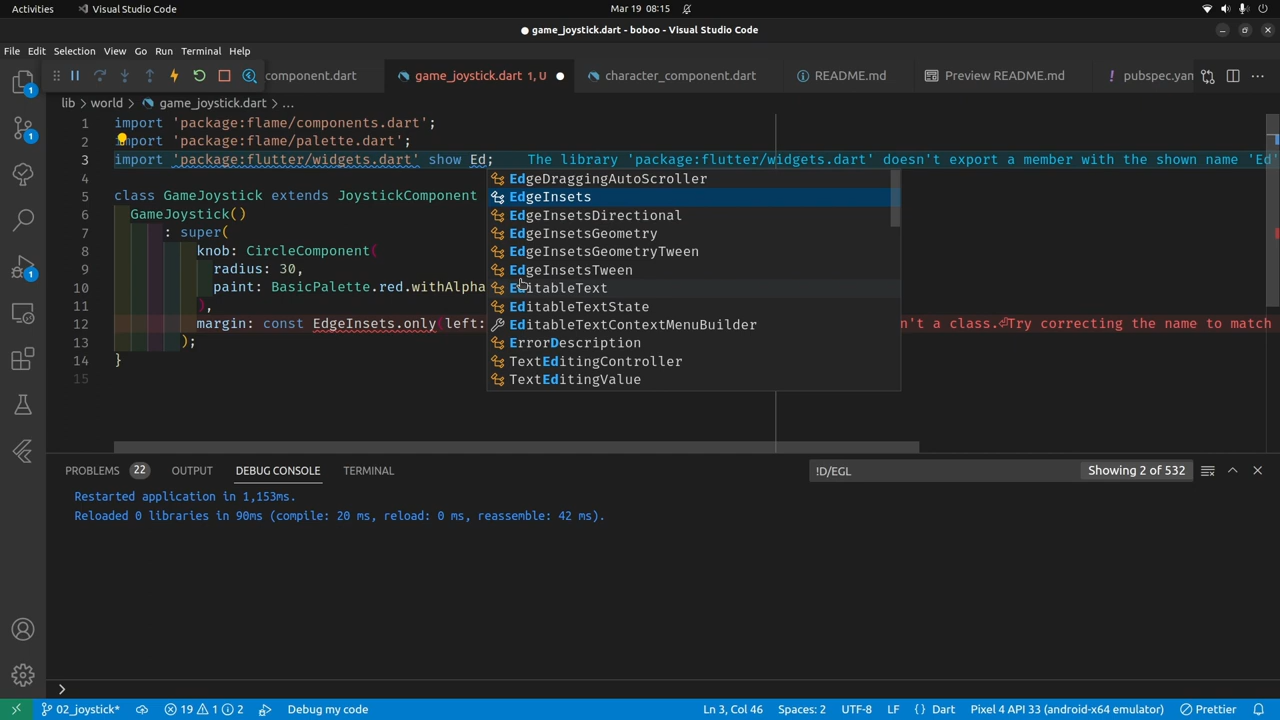 Activities Visual Studio Code Mar 19 08:15
● game_joystick.dart - boboo - Visual Studio Code
File Edit Selection View Go Run Terminal Help
component.dart game_joystick.dart 1, U ● character_component.dart README.md Preview README.md ! pubspec.yan
lib > world > game_joystick.dart > ...
1 import 'package:flame/components.dart';
2 import 'package:flame/palette.dart';
3 import 'package:flutter/widgets.dart' show Ed; The library 'package:flutter/widgets.dart' doesn't export a member with the shown name 'Ed'
4
EdgeDraggingAutoScroller
5 class GameJoystick extends JoystickComponent
EdgeInsets
6 GameJoystick()
EdgeInsetsDirectional
7 : super(
EdgeInsetsGeometry
8 knob: CircleComponent(
EdgeInsetsGeometryTween
9 radius: 30,
EdgeInsetsTween
10 paint: BasicPalette.red.withAlpha
EditableText
11 ),
EditableTextState
12 margin: const EdgeInsets.only(left:
EditableTextContextMenuBuilder
n't a class.⏎Try correcting the name to match
13 );
ErrorDescription
14 }
TextEditingController
15
TextEditingValue
PROBLEMS 22 OUTPUT DEBUG CONSOLE TERMINAL !D/EGL Showing 2 of 532
Restarted application in 1,153ms.
Reloaded 0 libraries in 90ms (compile: 20 ms, reload: 0 ms, reassemble: 42 ms).
>
02_joystick* 19 1 2 Debug my code Ln 3, Col 46 Spaces: 2 UTF-8 LF {} Dart Pixel 4 API 33 (android-x64 emulator) Prettier